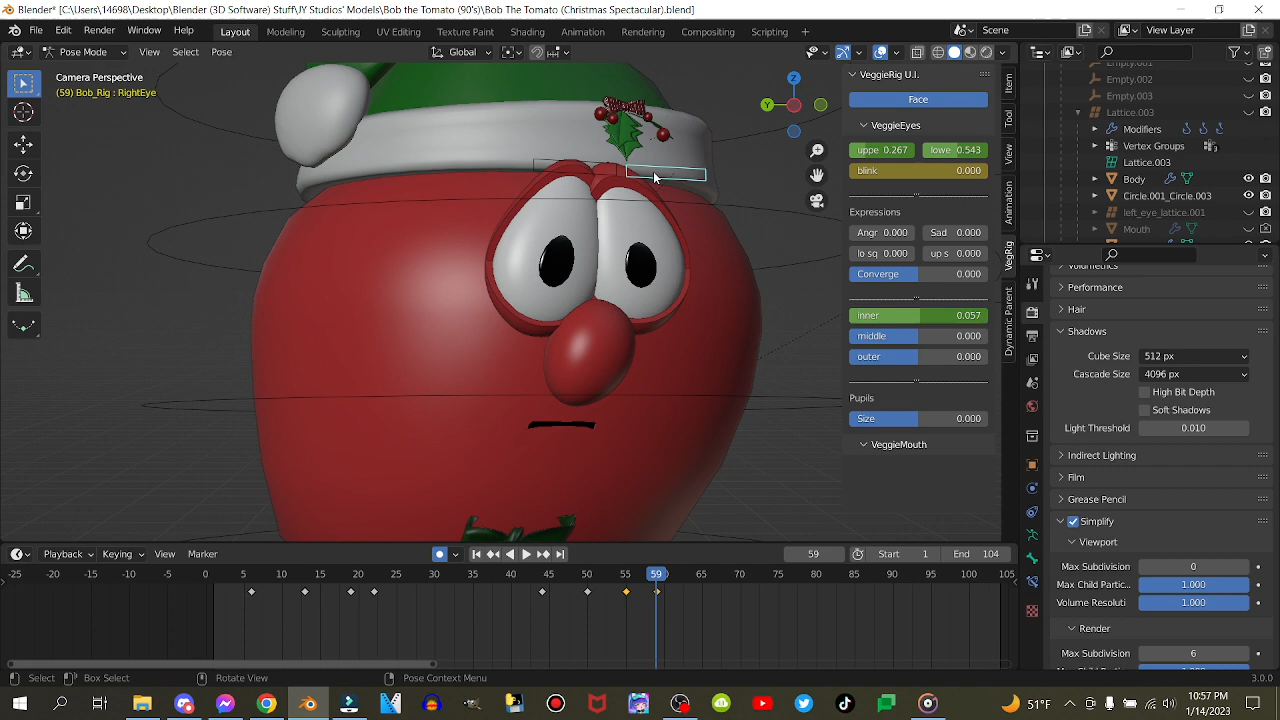 Blender* [C:\Users\14698\Desktop\Blender (3D Software) Stuff\JY Studios' Models\Bob the Tomato (90's)\Bob The Tomato (Christmas Spectacular).blend]
File Edit Render Window Help Layout Modeling Sculpting UV Editing Texture Paint Shading Animation Rendering Compositing Scripting + Scene View Layer
Pose Mode View Select Pose Global
Camera Perspective
(59) Bob_Rig : RightEye
Z
Y
VeggieRig U.I.
Face
VeggieEyes
uppe 0.267 lowe 0.543
blink 0.000
Expressions
Angr 0.000 Sad 0.000
lo sq 0.000 up s 0.000
Converge 0.000
inner 0.057
middle 0.000
outer 0.000
Pupils
Size 0.000
VeggieMouth
Item
Tool
View
Animation
VegRig
Dynamic Parent
Empty.001
Empty.002
Empty.003
Lattice.003
Modifiers
Vertex Groups
Lattice.003
Body
Circle.001_Circle.003
left_eye_lattice.001
Mouth
Volumetrics
Performance
Hair
Shadows
Cube Size 512 px
Cascade Size 4096 px
High Bit Depth
Soft Shadows
Light Threshold 0.010
Indirect Lighting
Film
Grease Pencil
Simplify
Viewport
Max Subdivision 0
Max Child Partic... 1.000
Volume Resoluti 1.000
Render
Max Subdivision 6
Playback Keying View Marker 59 Start 1 End 104
-25 -20 -15 -10 -5 0 5 10 15 20 25 30 35 40 45 50 55 59 65 70 75 80 85 90 95 100 105
Select Box Select Rotate View Pose Context Menu 3.0.0
51°F 10:57 PM
1/14/2023